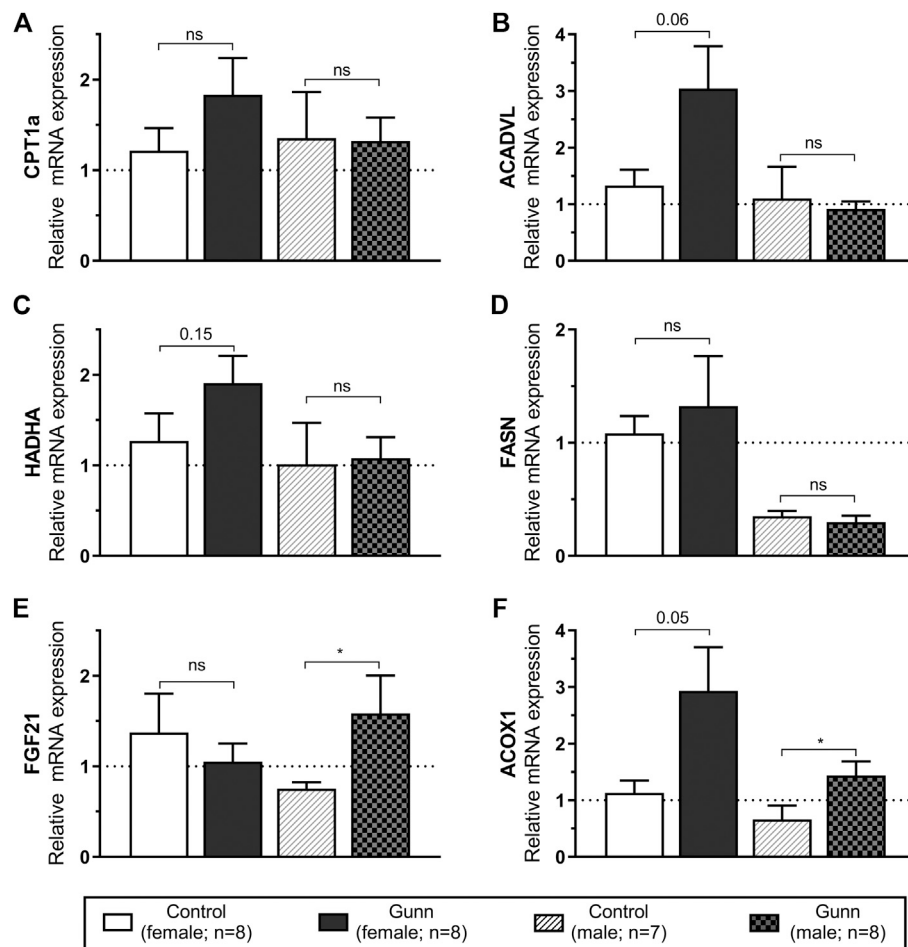 A
CPT1a
Relative mRNA expression
2
1
0
ns
ns
B
ACADVL
Relative mRNA expression
4
3
2
1
0
0.06
ns
C
HADHA
Relative mRNA expression
2
1
0
0.15
ns
D
FASN
Relative mRNA expression
2
1
0
ns
ns
E
FGF21
Relative mRNA expression
2
1
0
ns
*
F
ACOX1
Relative mRNA expression
4
3
2
1
0
0.05
*
Control
(female; n=8)
Gunn
(female; n=8)
Control
(male; n=7)
Gunn
(male; n=8)